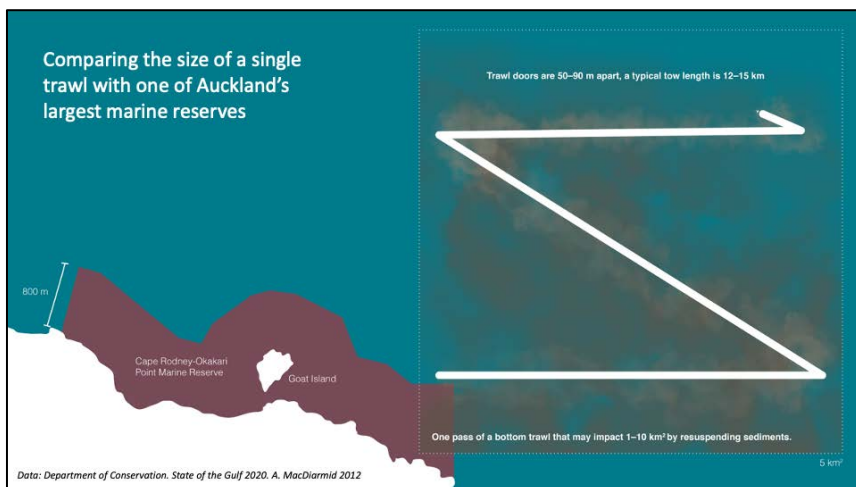 Comparing the size of a single
trawl with one of Auckland's
largest marine reserves
Trawl doors are 50–90 m apart, a typical tow length is 12–15 km
800 m
Cape Rodney-Okakari
Point Marine Reserve
Goat Island
One pass of a bottom trawl that may impact 1–10 km² by resuspending sediments.
5 km²
Data: Department of Conservation. State of the Gulf 2020. A. MacDiarmid 2012